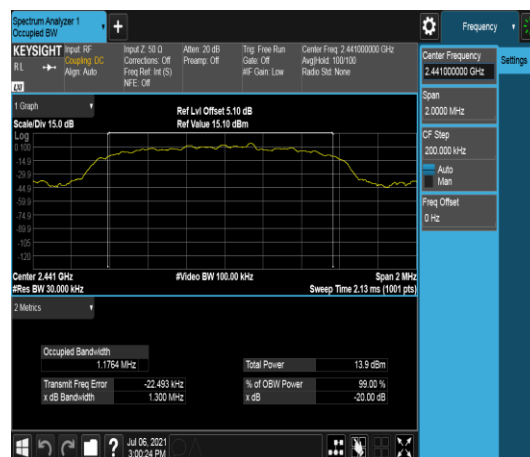 Spectrum Analyzer 1
Occupied BW
+
Frequency
KEYSIGHT
RL
LXI
Input: RF
Coupling: DC
Align: Auto
Input Z: 50 Ω
Corrections: Off
Freq Ref: Int (S)
NFE: Off
Atten: 20 dB
Preamp: Off
Trig: Free Run
Gate: Off
#IF Gain: Low
Center Freq: 2.441000000 GHz
Avg|Hold: 100/100
Radio Std: None
Center Frequency
2.441000000 GHz
Settings
Span
2.0000 MHz
CF Step
200.000 kHz
Auto
Man
Freq Offset
0 Hz
1 Graph
Scale/Div 15.0 dB
Ref Lvl Offset 5.10 dB
Ref Value 15.10 dBm
Log
0.100
-14.9
-29.9
-44.9
-59.9
-74.9
-89.9
-105
-120
Center 2.441 GHz
#Res BW 30.000 kHz
#Video BW 100.00 kHz
Span 2 MHz
Sweep Time 2.13 ms (1001 pts)
2 Metrics
Occupied Bandwidth
1.1764 MHz
Total Power 13.9 dBm
Transmit Freq Error -22.493 kHz
% of OBW Power 99.00 %
x dB Bandwidth 1.300 MHz
x dB -20.00 dB
?
Jul 06, 2021
3:00:24 PM